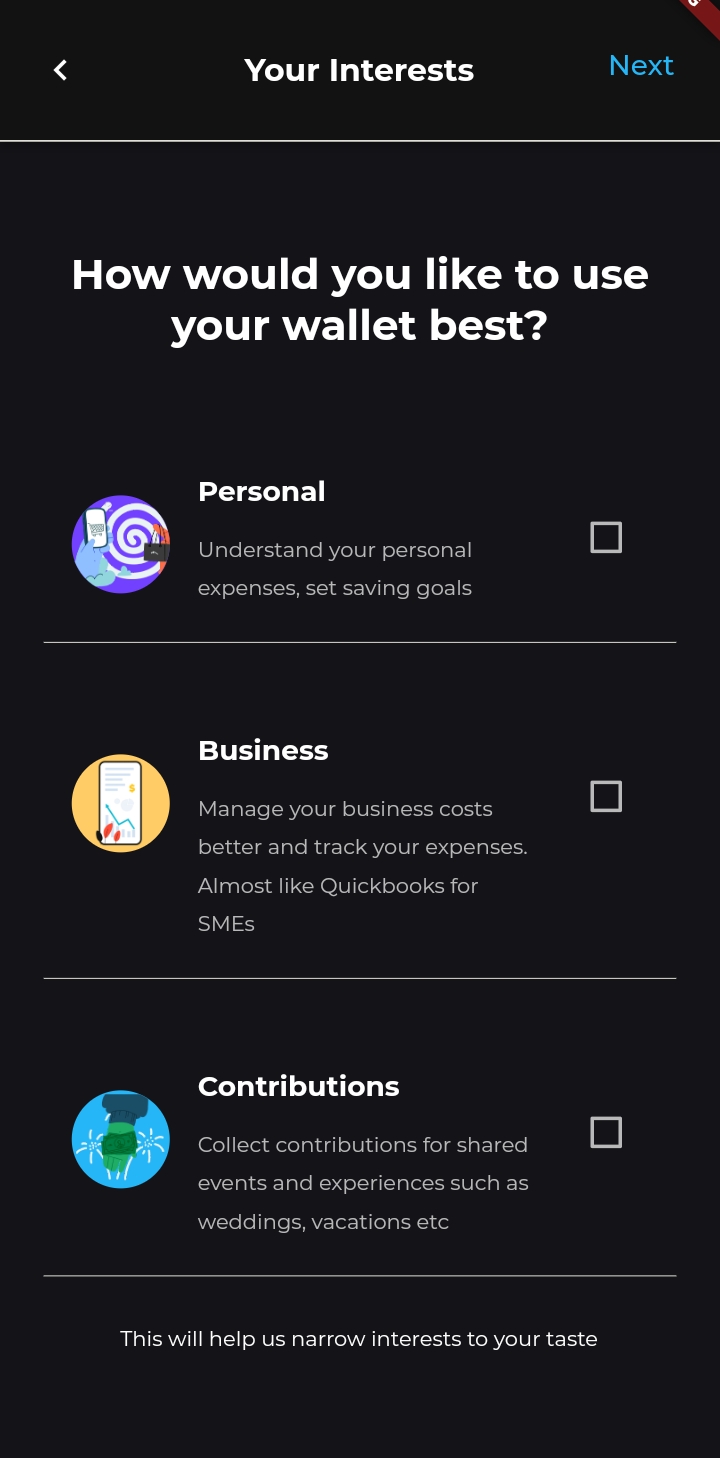 Your Interests
Next
How would you like to use
your wallet best?
Personal
Understand your personal
expenses, set saving goals
Business
Manage your business costs
better and track your expenses.
Almost like Quickbooks for
SMEs
Contributions
Collect contributions for shared
events and experiences such as
weddings, vacations etc
This will help us narrow interests to your taste